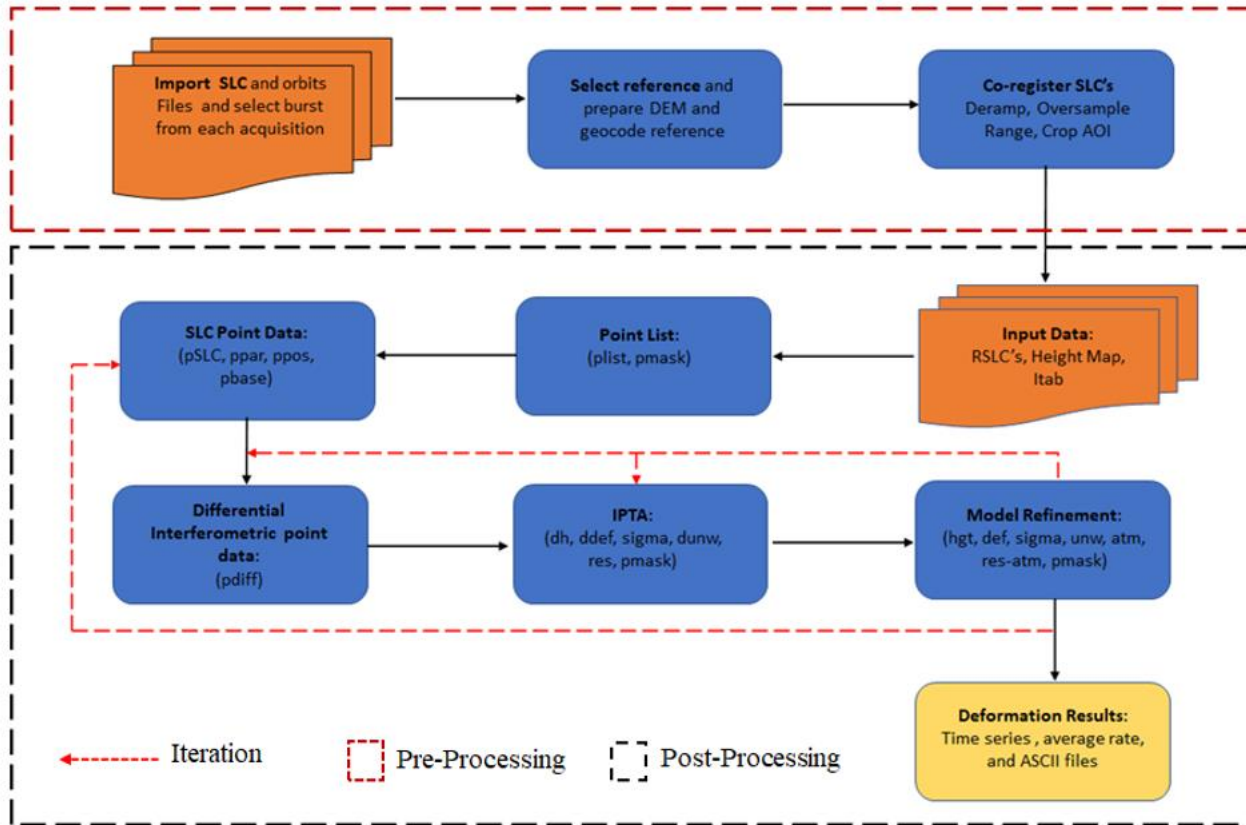 Import SLC and orbits
Files and select burst
from each acquisition
Select reference and
prepare DEM and
geocode reference
Co-register SLC's
Deramp, Oversample
Range, Crop AOI
SLC Point Data:
(pSLC, ppar, ppos,
pbase)
Point List:
(plist, pmask)
Input Data:
RSLC's, Height Map,
Itab
Differential
Interferometric point
data:
(pdiff)
IPTA:
(dh, ddef, sigma, dunw,
res, pmask)
Model Refinement:
(hgt, def, sigma, unw, atm,
res-atm, pmask)
Deformation Results:
Time series , average rate,
and ASCII files
Iteration
Pre-Processing
Post-Processing